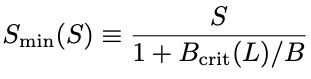 S_min(S) ≡ S / (1 + B_crit(L)/B)